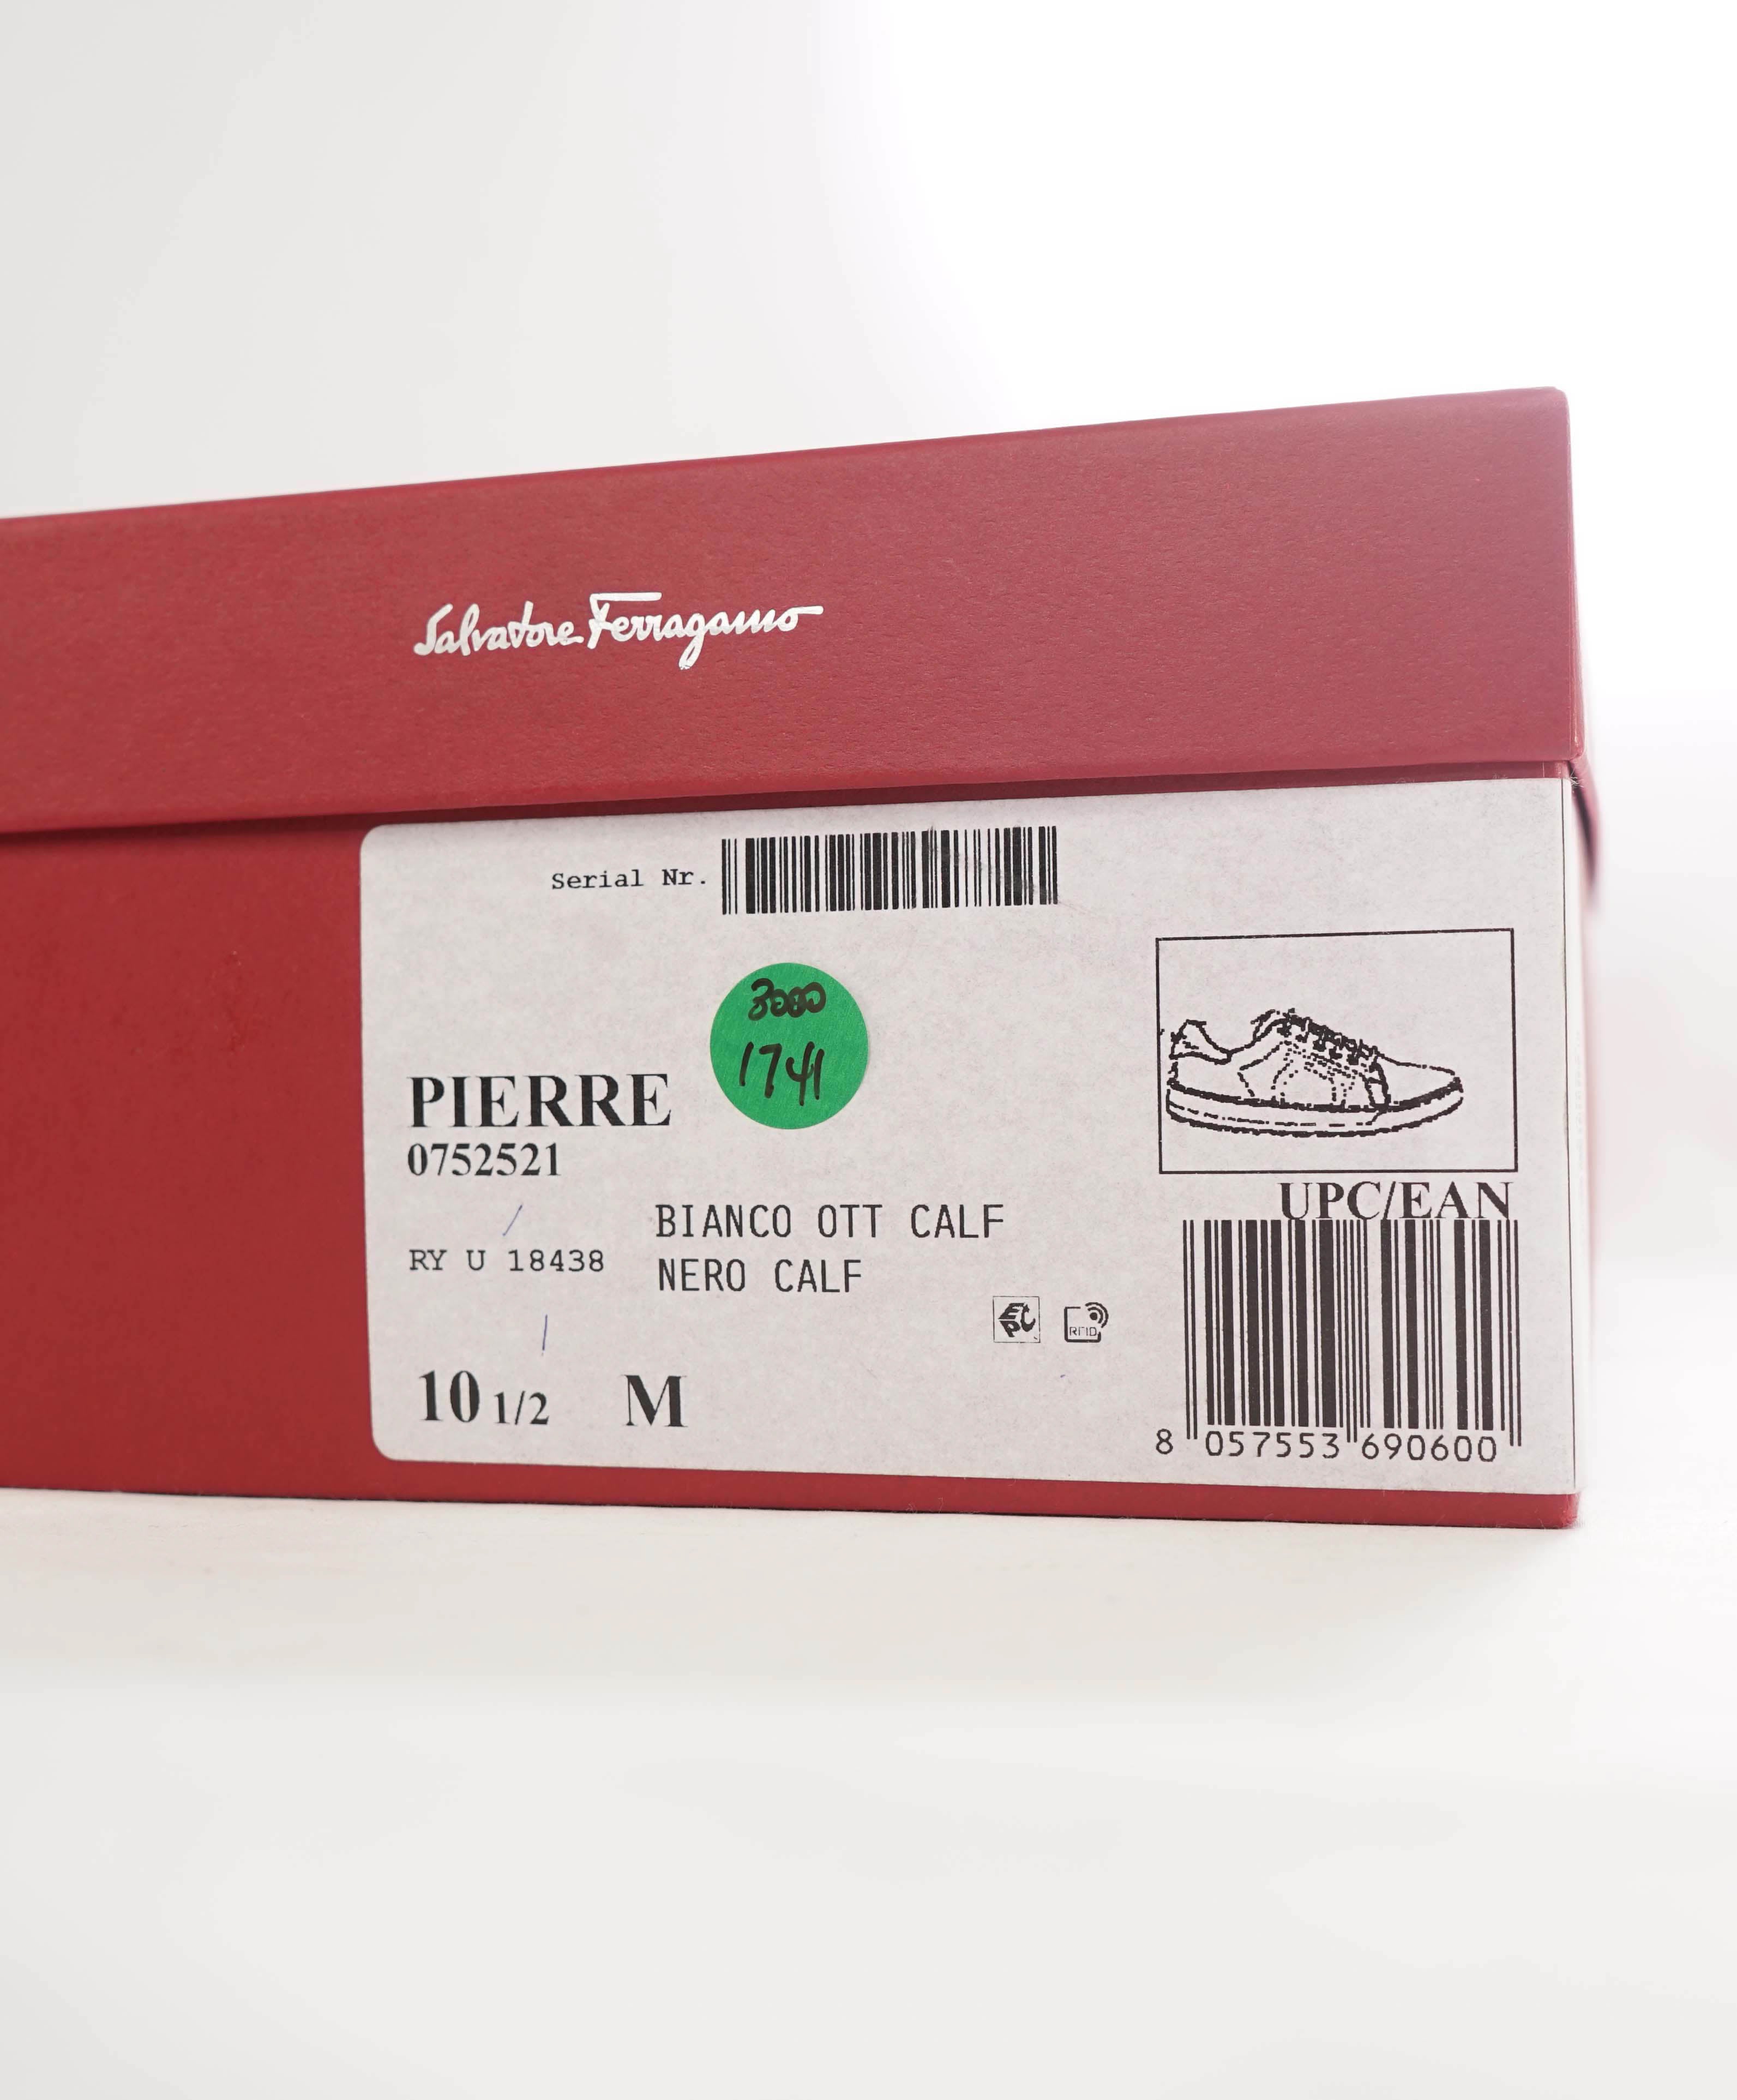 Salvatore Ferragamo
Serial Nr.
1741
PIERRE
0752521
BIANCO OTT CALF
RY U 18438
NERO CALF
EPC
RFID
10 1/2 M
UPC/EAN
8 057553 690600